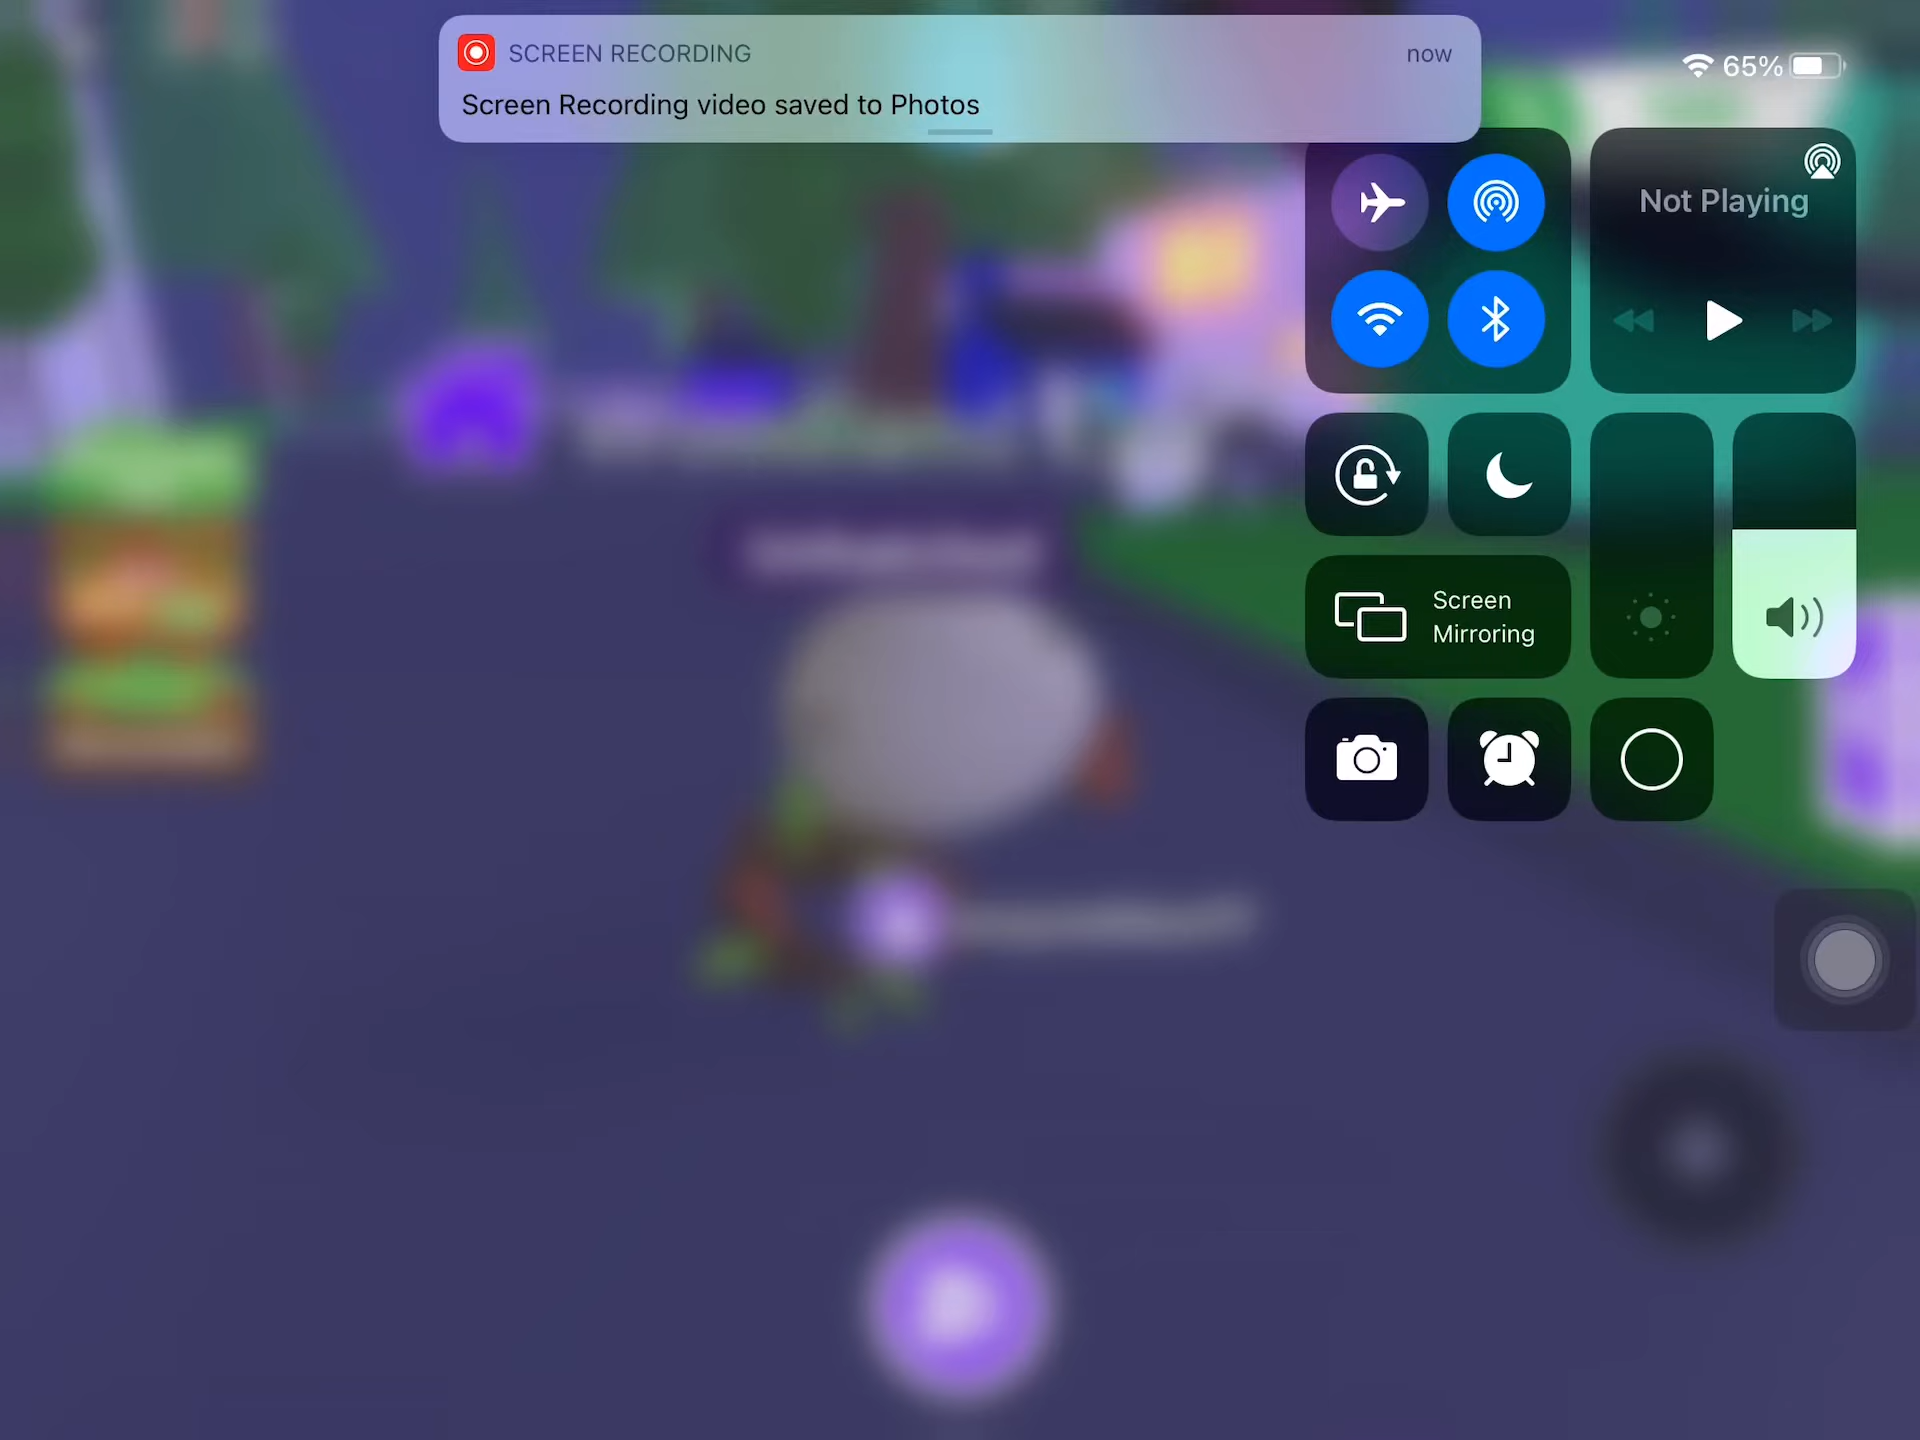 SCREEN RECORDING
now
Screen Recording video saved to Photos
65%
Not Playing
Screen
Mirroring